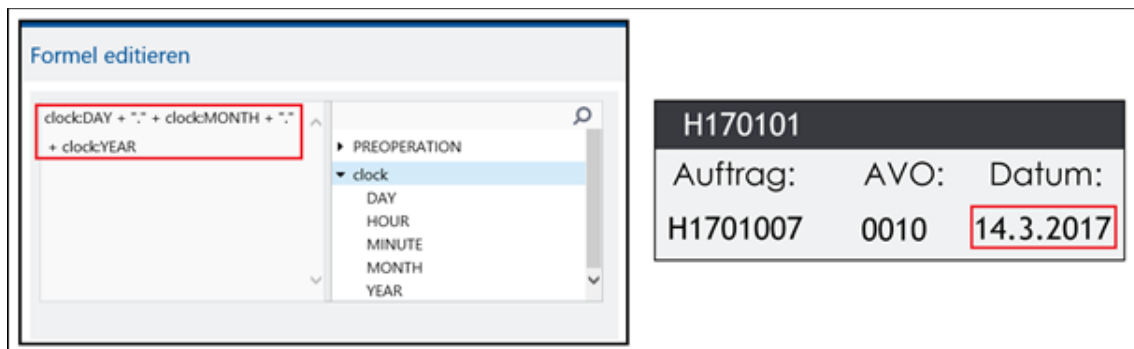 Formel editieren
clock:DAY + "." + clock:MONTH + "."
+ clock:YEAR
PREOPERATION
clock
DAY
HOUR
MINUTE
MONTH
YEAR
H170101
Auftrag: AVO: Datum:
H1701007 0010 14.3.2017